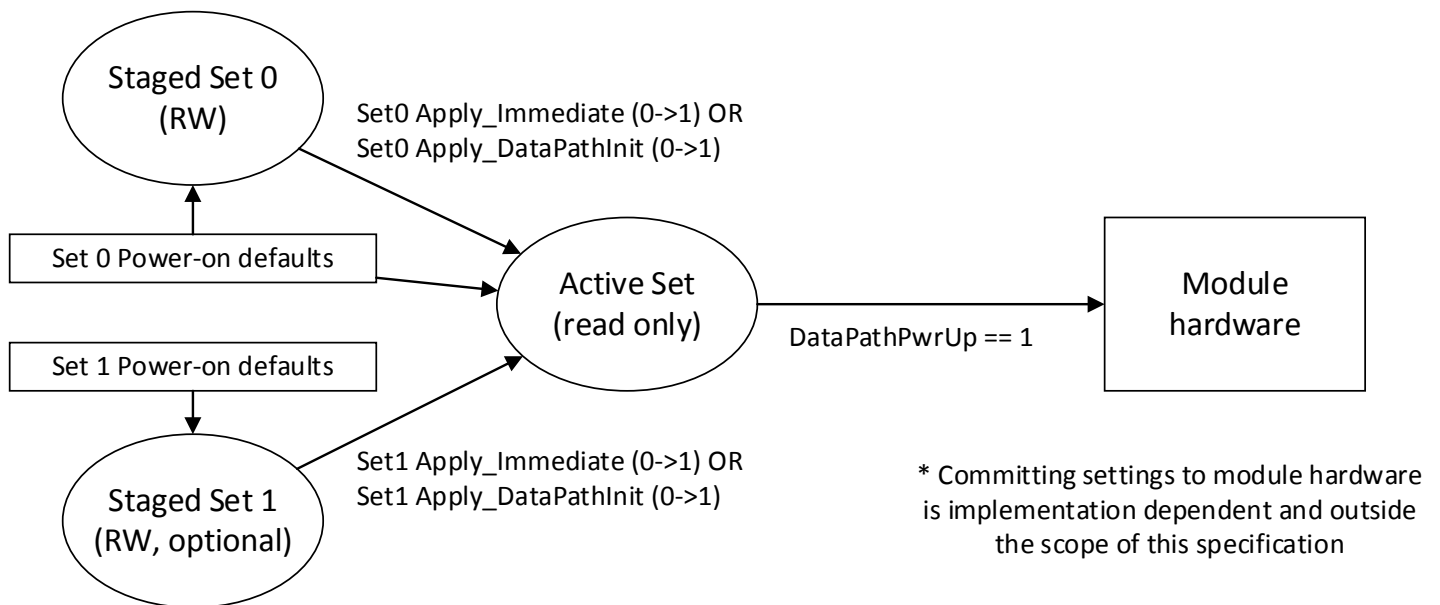 Staged Set 0
(RW)
Set0 Apply_Immediate (0->1) OR
Set0 Apply_DataPathInit (0->1)
Set 0 Power-on defaults
Active Set
(read only)
DataPathPwrUp == 1
Module
hardware
Set 1 Power-on defaults
Staged Set 1
(RW, optional)
Set1 Apply_Immediate (0->1) OR
Set1 Apply_DataPathInit (0->1)
* Committing settings to module hardware
is implementation dependent and outside
the scope of this specification